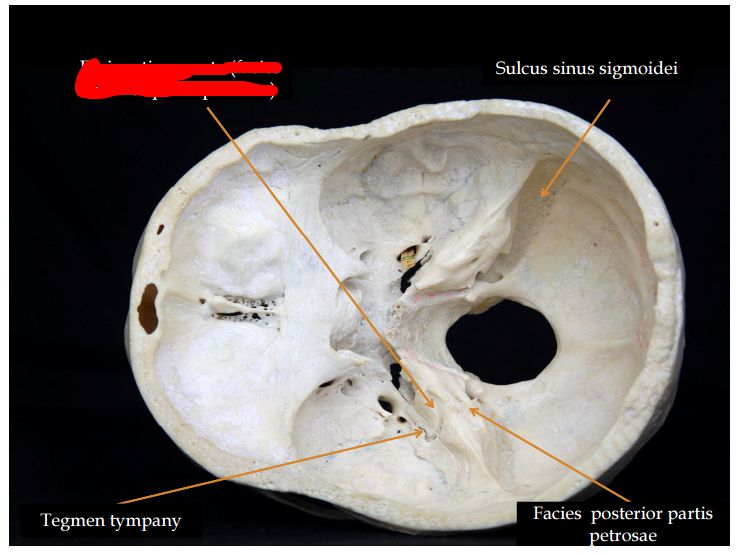 Sulcus sinus sigmoidei
Tegmen tympany
Facies posterior partis
petrosae